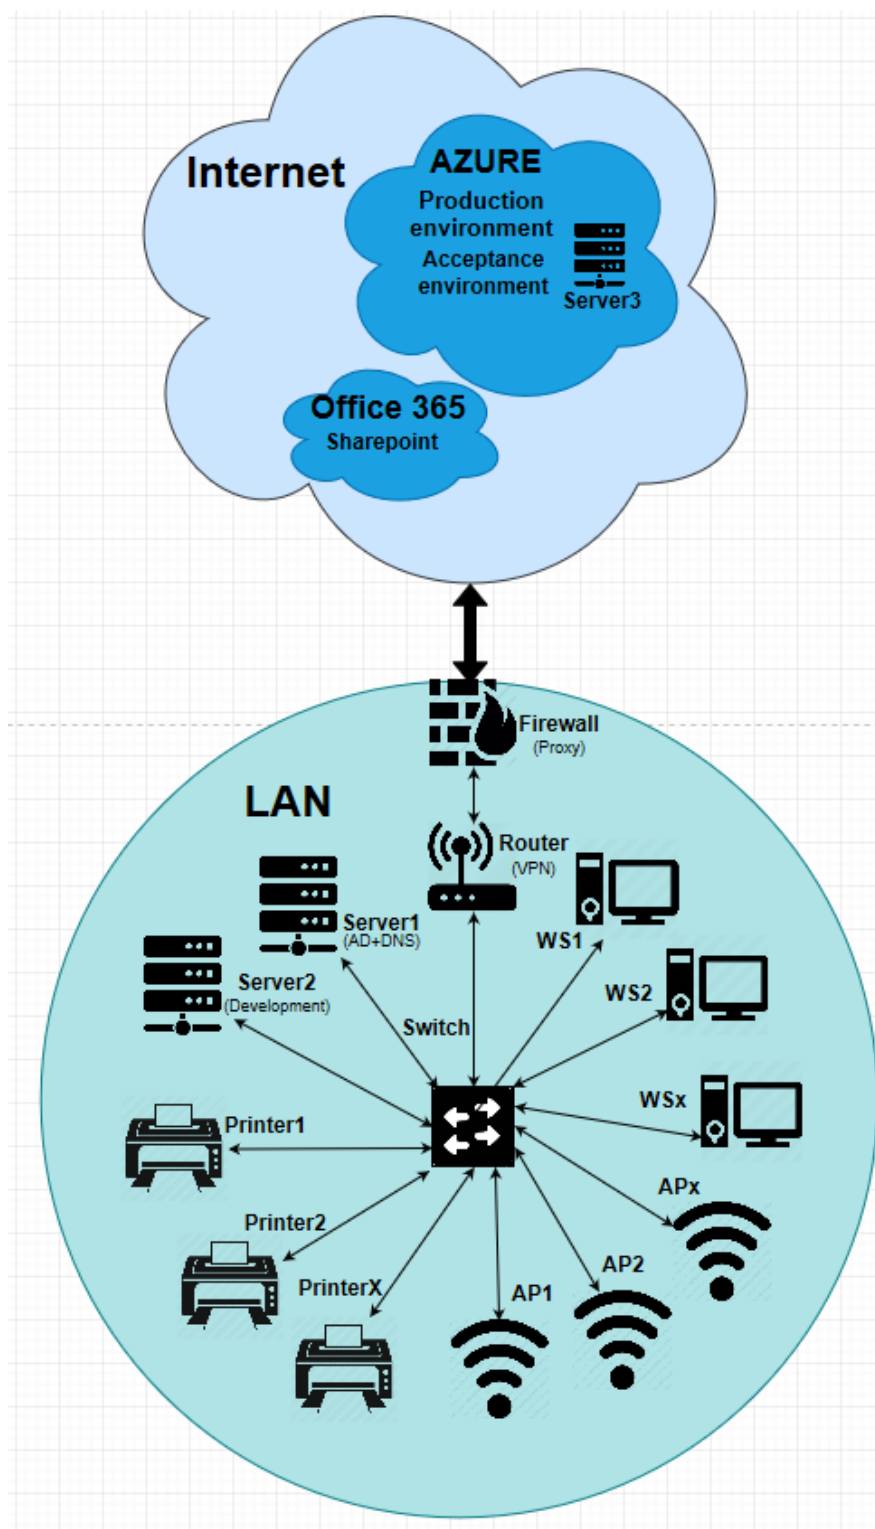 Internet
AZURE
Production
environment
Acceptance
environment
Server3
Office 365
Sharepoint
Firewall
(Proxy)
LAN
Router
(VPN)
Server1
(AD+DNS)
WS1
Server2
(Development)
WS2
Switch
WSx
Printer1
APx
Printer2
AP2
PrinterX
AP1